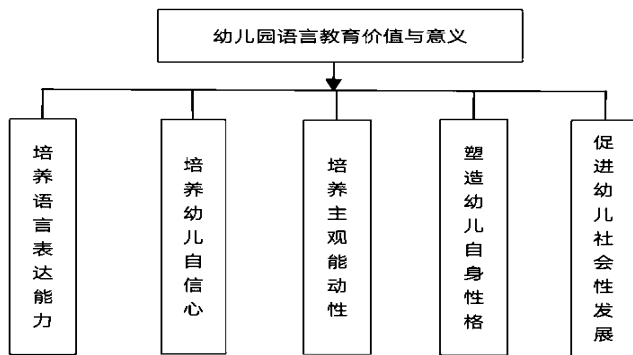 幼儿园语言教育价值与意义
培养语言表达能力
培养幼儿自信心
培养主观能动性
塑造幼儿自身性格
促进幼儿社会性发展